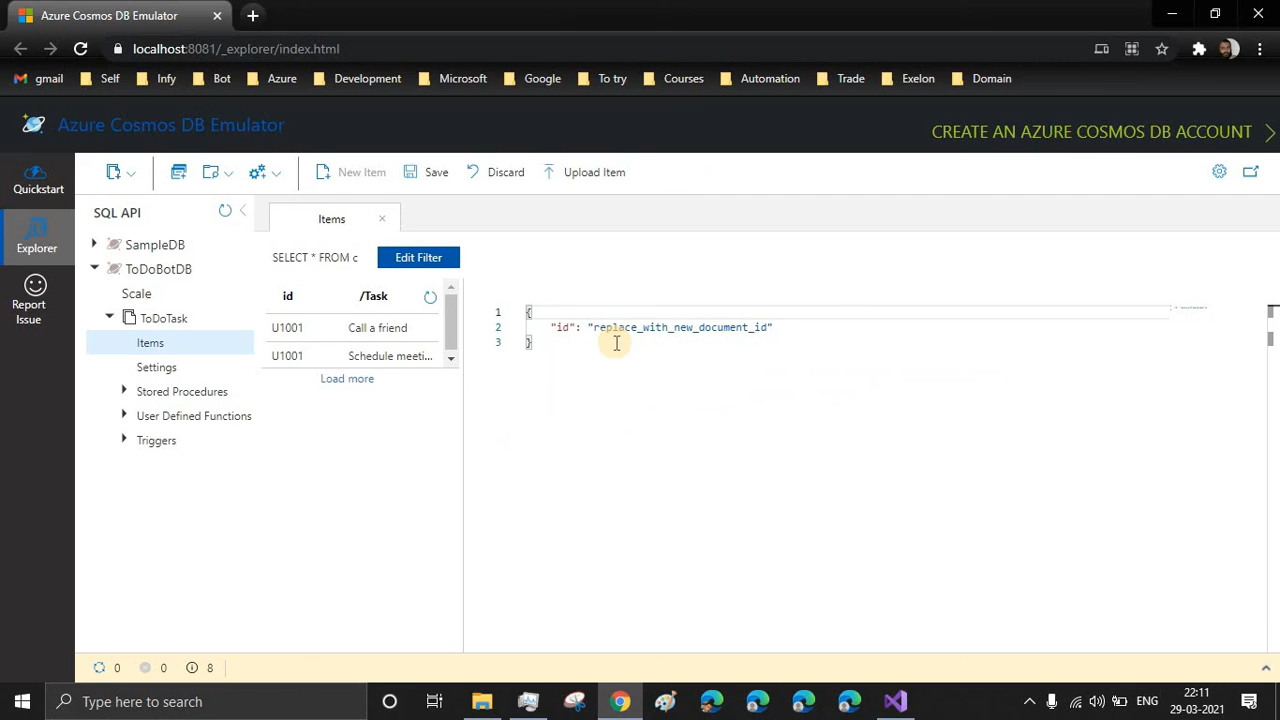 Azure Cosmos DB Emulator
localhost:8081/_explorer/index.html
gmail Self Infy Bot Azure Development Microsoft Google To try Courses Automation Trade Exelon Domain
Azure Cosmos DB Emulator
CREATE AN AZURE COSMOS DB ACCOUNT
Quickstart
Explorer
Report Issue
New Item Save Discard Upload Item
SQL API
SampleDB
ToDoBotDB
Scale
ToDoTask
Items
Settings
Stored Procedures
User Defined Functions
Triggers
Items
SELECT * FROM c Edit Filter
id /Task
U1001 Call a friend
U1001 Schedule meeti...
Load more
1 {
2 "id": "replace_with_new_document_id"
3 }
0 0 8
Type here to search
ENG
22:11
29-03-2021